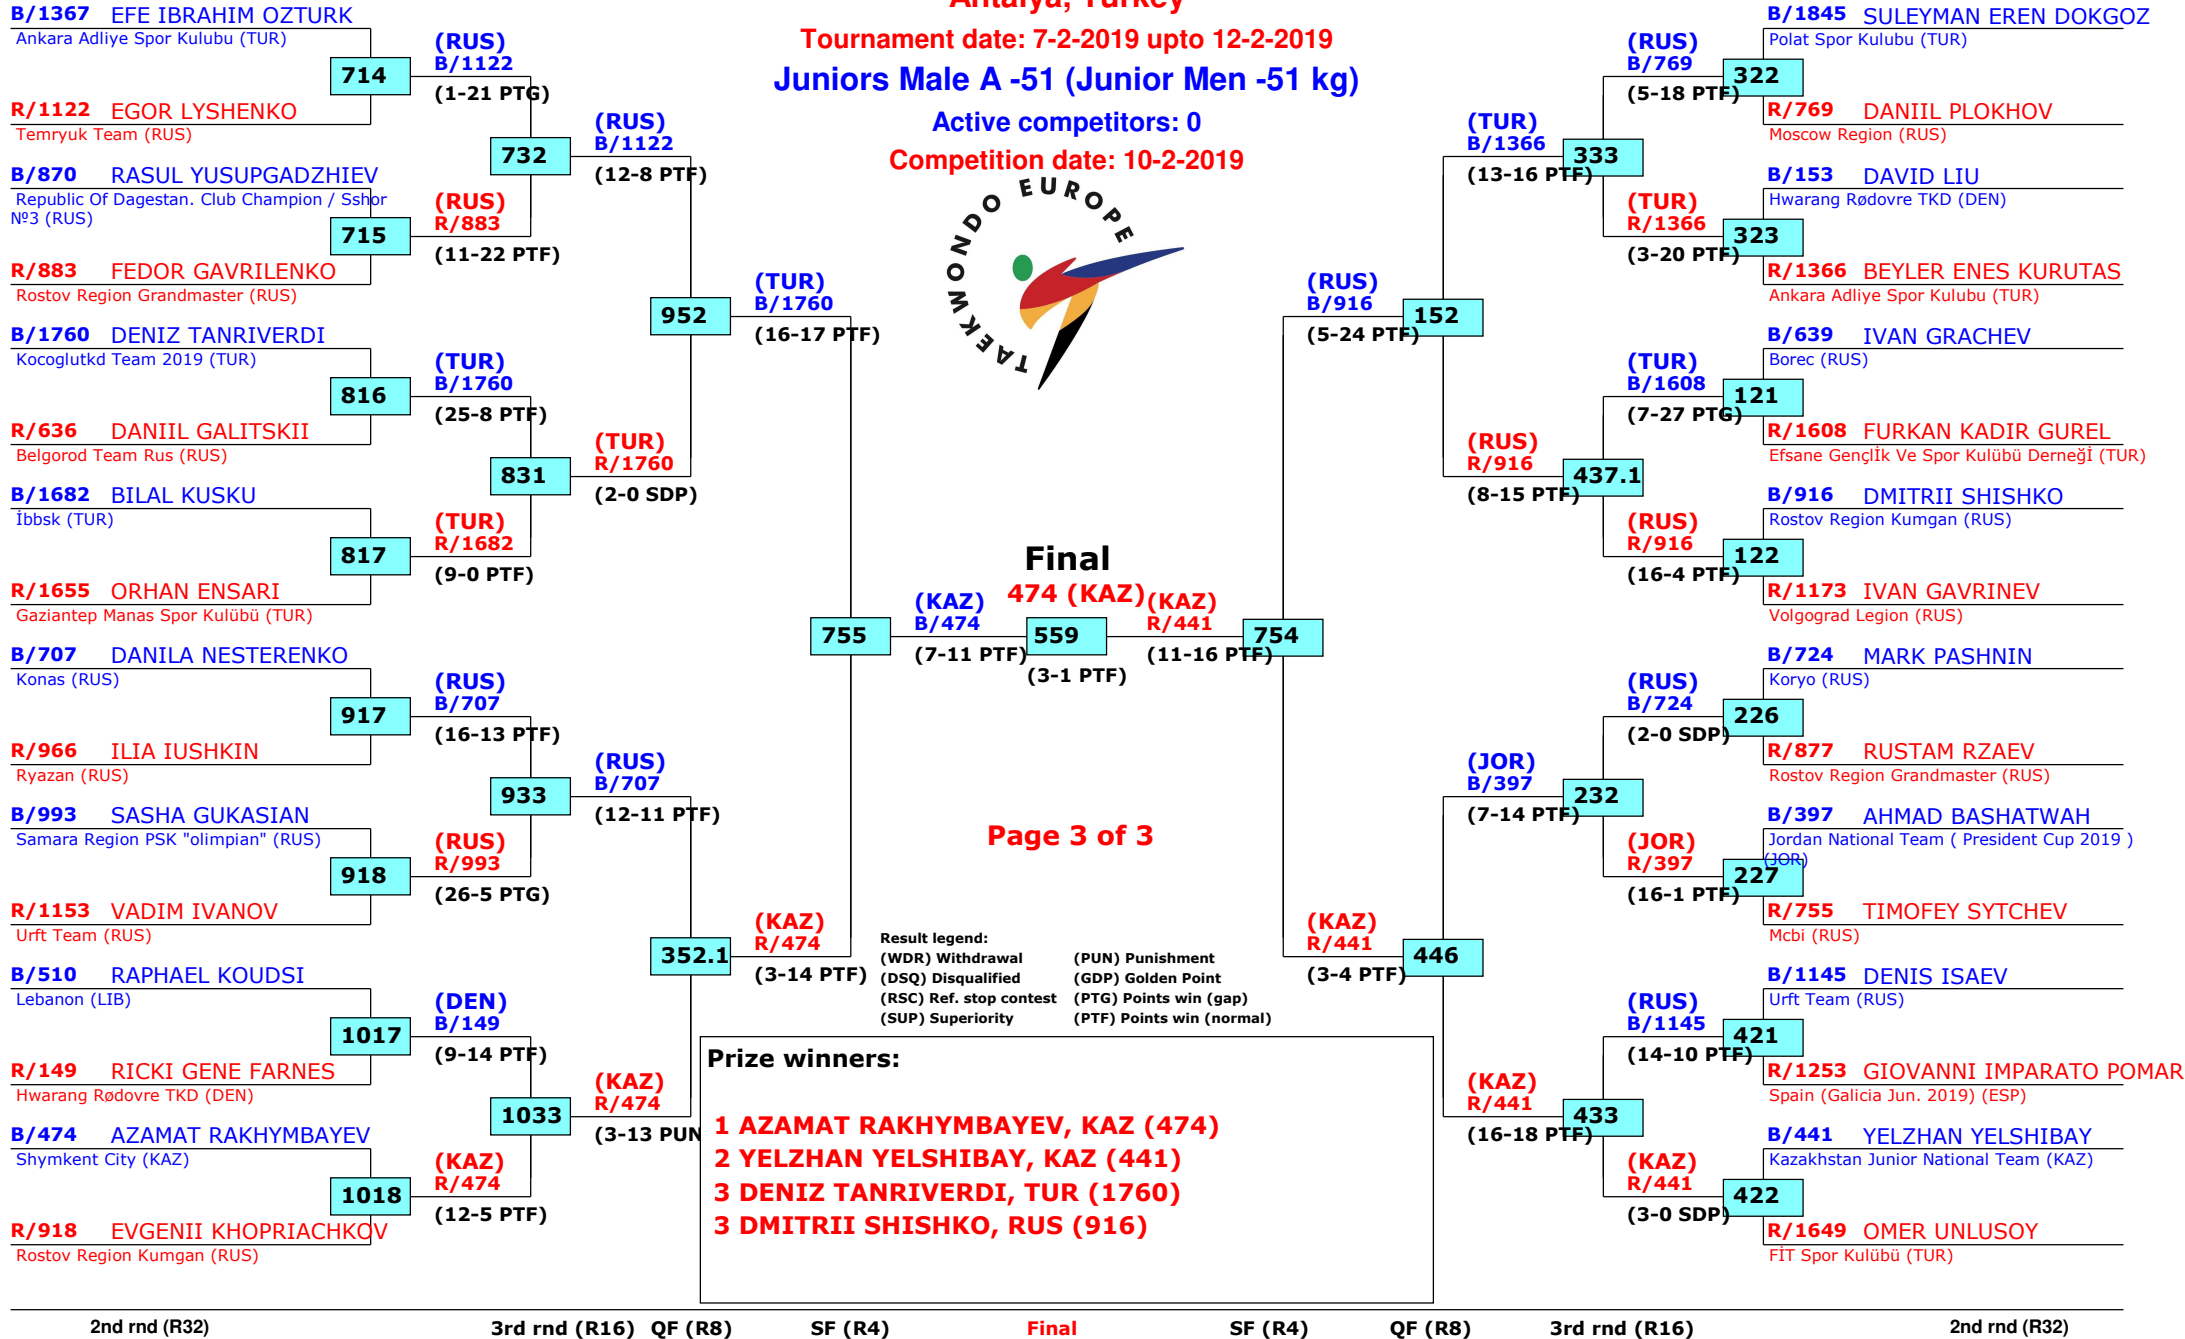 Antalya, Turkey
Tournament date: 7-2-2019 upto 12-2-2019
Juniors Male A -51 (Junior Men -51 kg)
Active competitors: 0
Competition date: 10-2-2019
TAEKWONDO EUROPE
B/1367 EFE IBRAHIM OZTURK
Ankara Adliye Spor Kulubu (TUR)
714
R/1122 EGOR LYSHENKO
Temryuk Team (RUS)
B/870 RASUL YUSUPGADZHIEV
Republic Of Dagestan. Club Champion / Sshor
№3 (RUS)
715
R/883 FEDOR GAVRILENKO
Rostov Region Grandmaster (RUS)
B/1760 DENIZ TANRIVERDI
Kocoglutkd Team 2019 (TUR)
816
R/636 DANIIL GALITSKII
Belgorod Team Rus (RUS)
B/1682 BILAL KUSKU
İbbsk (TUR)
817
R/1655 ORHAN ENSARI
Gaziantep Manas Spor Kulübü (TUR)
B/707 DANILA NESTERENKO
Konas (RUS)
917
R/966 ILIA IUSHKIN
Ryazan (RUS)
B/993 SASHA GUKASIAN
Samara Region PSK "olimpian" (RUS)
918
R/1153 VADIM IVANOV
Urft Team (RUS)
B/510 RAPHAEL KOUDSI
Lebanon (LIB)
1017
R/149 RICKI GENE FARNES
Hwarang Rødovre TKD (DEN)
B/474 AZAMAT RAKHYMBAYEV
Shymkent City (KAZ)
1018
R/918 EVGENII KHOPRIACHKOV
Rostov Region Kumgan (RUS)
(RUS)
B/1122
(1-21 PTG)
732
(RUS)
R/883
(11-22 PTF)
(TUR)
B/1760
(25-8 PTF)
831
(TUR)
R/1682
(9-0 PTF)
(RUS)
B/707
(16-13 PTF)
933
(RUS)
R/993
(26-5 PTG)
(DEN)
B/149
(9-14 PTF)
1033
(KAZ)
R/474
(12-5 PTF)
(RUS)
B/1122
(12-8 PTF)
952
(TUR)
R/1760
(2-0 SDP)
(RUS)
B/707
(12-11 PTF)
352.1
(KAZ)
R/474
(3-13 PUN
(TUR)
B/1760
(16-17 PTF)
755
(KAZ)
R/474
(3-14 PTF)
Final
474 (KAZ)
(KAZ)
B/474
(7-11 PTF)
559
(3-1 PTF)
(KAZ)
R/441
(11-16 PTF)
754
Page 3 of 3
(RUS)
B/916
(5-24 PTF)
152
(KAZ)
R/441
(3-4 PTF)
446
(TUR)
B/1366
(13-16 PTF)
333
(RUS)
R/916
(8-15 PTF)
437.1
(JOR)
B/397
(7-14 PTF)
232
(KAZ)
R/441
(16-18 PTF)
433
(RUS)
B/769
(5-18 PTF)
(TUR)
R/1366
(3-20 PTF)
(TUR)
B/1608
(7-27 PTG)
(RUS)
R/916
(16-4 PTF)
(RUS)
B/724
(2-0 SDP)
(JOR)
R/397
(16-1 PTF)
(RUS)
B/1145
(14-10 PTF)
(KAZ)
R/441
(3-0 SDP)
B/1845 SULEYMAN EREN DOKGOZ
Polat Spor Kulubu (TUR)
322
R/769 DANIIL PLOKHOV
Moscow Region (RUS)
B/153 DAVID LIU
Hwarang Rødovre TKD (DEN)
323
R/1366 BEYLER ENES KURUTAS
Ankara Adliye Spor Kulubu (TUR)
B/639 IVAN GRACHEV
Borec (RUS)
121
R/1608 FURKAN KADIR GUREL
Efsane Gençlİk Ve Spor Kulübü Derneğİ (TUR)
B/916 DMITRII SHISHKO
Rostov Region Kumgan (RUS)
122
R/1173 IVAN GAVRINEV
Volgograd Legion (RUS)
B/724 MARK PASHNIN
Koryo (RUS)
226
R/877 RUSTAM RZAEV
Rostov Region Grandmaster (RUS)
B/397 AHMAD BASHATWAH
Jordan National Team ( President Cup 2019 )
(JOR)
227
R/755 TIMOFEY SYTCHEV
Mcbi (RUS)
B/1145 DENIS ISAEV
Urft Team (RUS)
421
R/1253 GIOVANNI IMPARATO POMAR
Spain (Galicia Jun. 2019) (ESP)
B/441 YELZHAN YELSHIBAY
Kazakhstan Junior National Team (KAZ)
422
R/1649 OMER UNLUSOY
FİT Spor Kulübü (TUR)
Result legend:
(WDR) Withdrawal (PUN) Punishment
(DSQ) Disqualified (GDP) Golden Point
(RSC) Ref. stop contest (PTG) Points win (gap)
(SUP) Superiority (PTF) Points win (normal)
Prize winners:
1 AZAMAT RAKHYMBAYEV, KAZ (474)
2 YELZHAN YELSHIBAY, KAZ (441)
3 DENIZ TANRIVERDI, TUR (1760)
3 DMITRII SHISHKO, RUS (916)
2nd rnd (R32) 3rd rnd (R16) QF (R8) SF (R4) Final SF (R4) QF (R8) 3rd rnd (R16) 2nd rnd (R32)